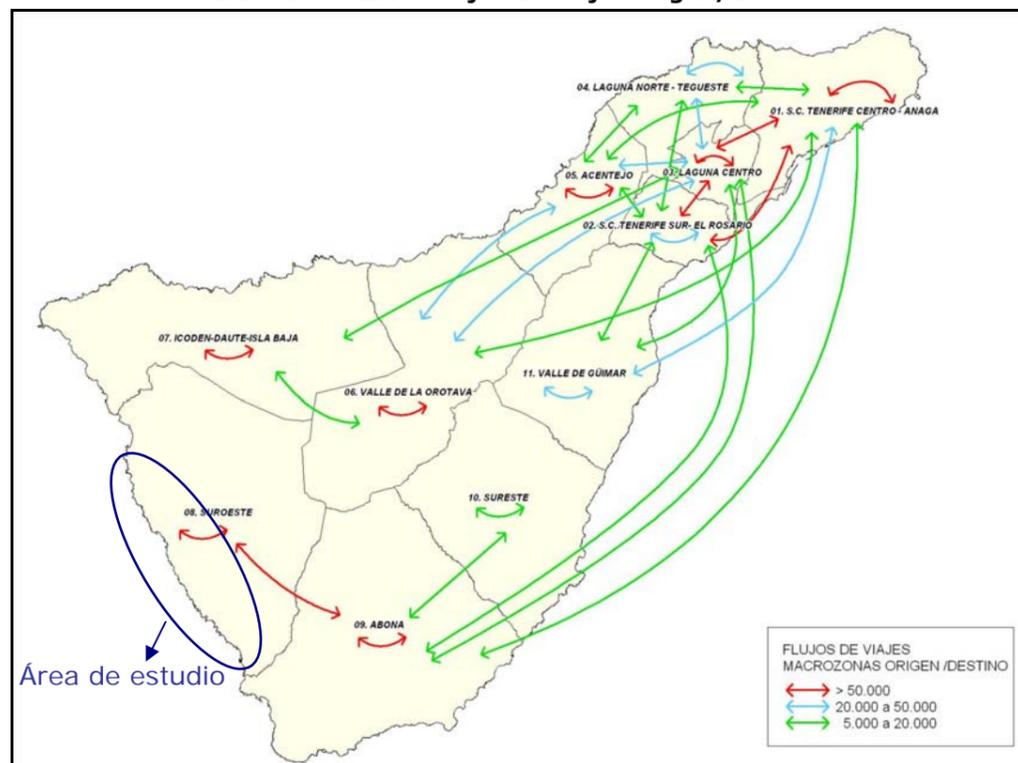 04. LAGUNA NORTE - TEGUESTE
01. S.C. TENERIFE CENTRO - ANAGA
05. ACENTEJO
03. LAGUNA CENTRO
02. S.C. TENERIFE SUR- EL ROSARIO
07. ICODEN-DAUTE-ISLA BAJA
11. VALLE DE GÜIMAR
06. VALLE DE LA OROTAVA
10. SURESTE
08. SUROESTE
09. ABONA
Área de estudio
FLUJOS DE VIAJES
MACROZONAS ORIGEN /DESTINO
> 50.000
20.000 a 50.000
5.000 a 20.000